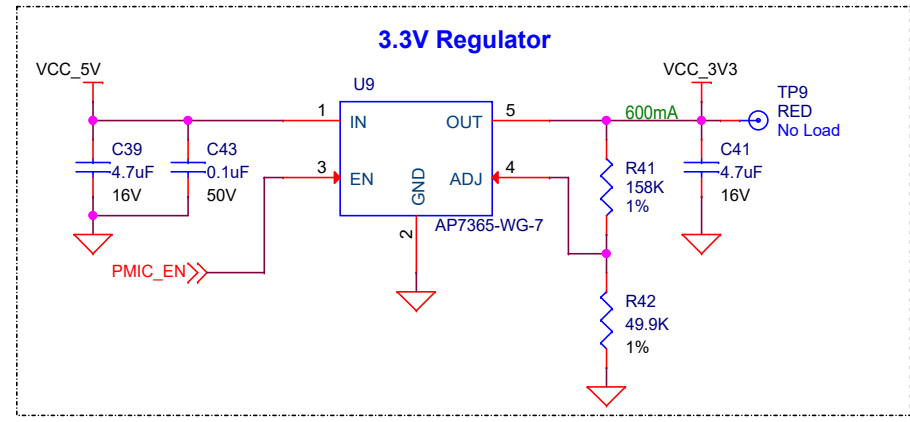 3.3V Regulator
VCC_5V
U9
VCC_3V3
TP9
RED
No Load
1
IN
OUT
5
600mA
C39
4.7uF
16V
C43
0.1uF
50V
3
EN
GND
ADJ
4
R41
158K
1%
C41
4.7uF
16V
2
AP7365-WG-7
PMIC_EN
R42
49.9K
1%